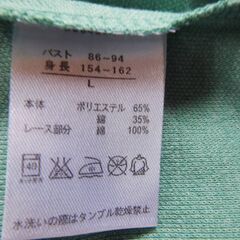 バスト 86-94
身長 154-162
L
本体 ポリエステル 65%
綿 35%
レース部分 綿 100%
40
水洗いの際はタンブル乾燥禁止